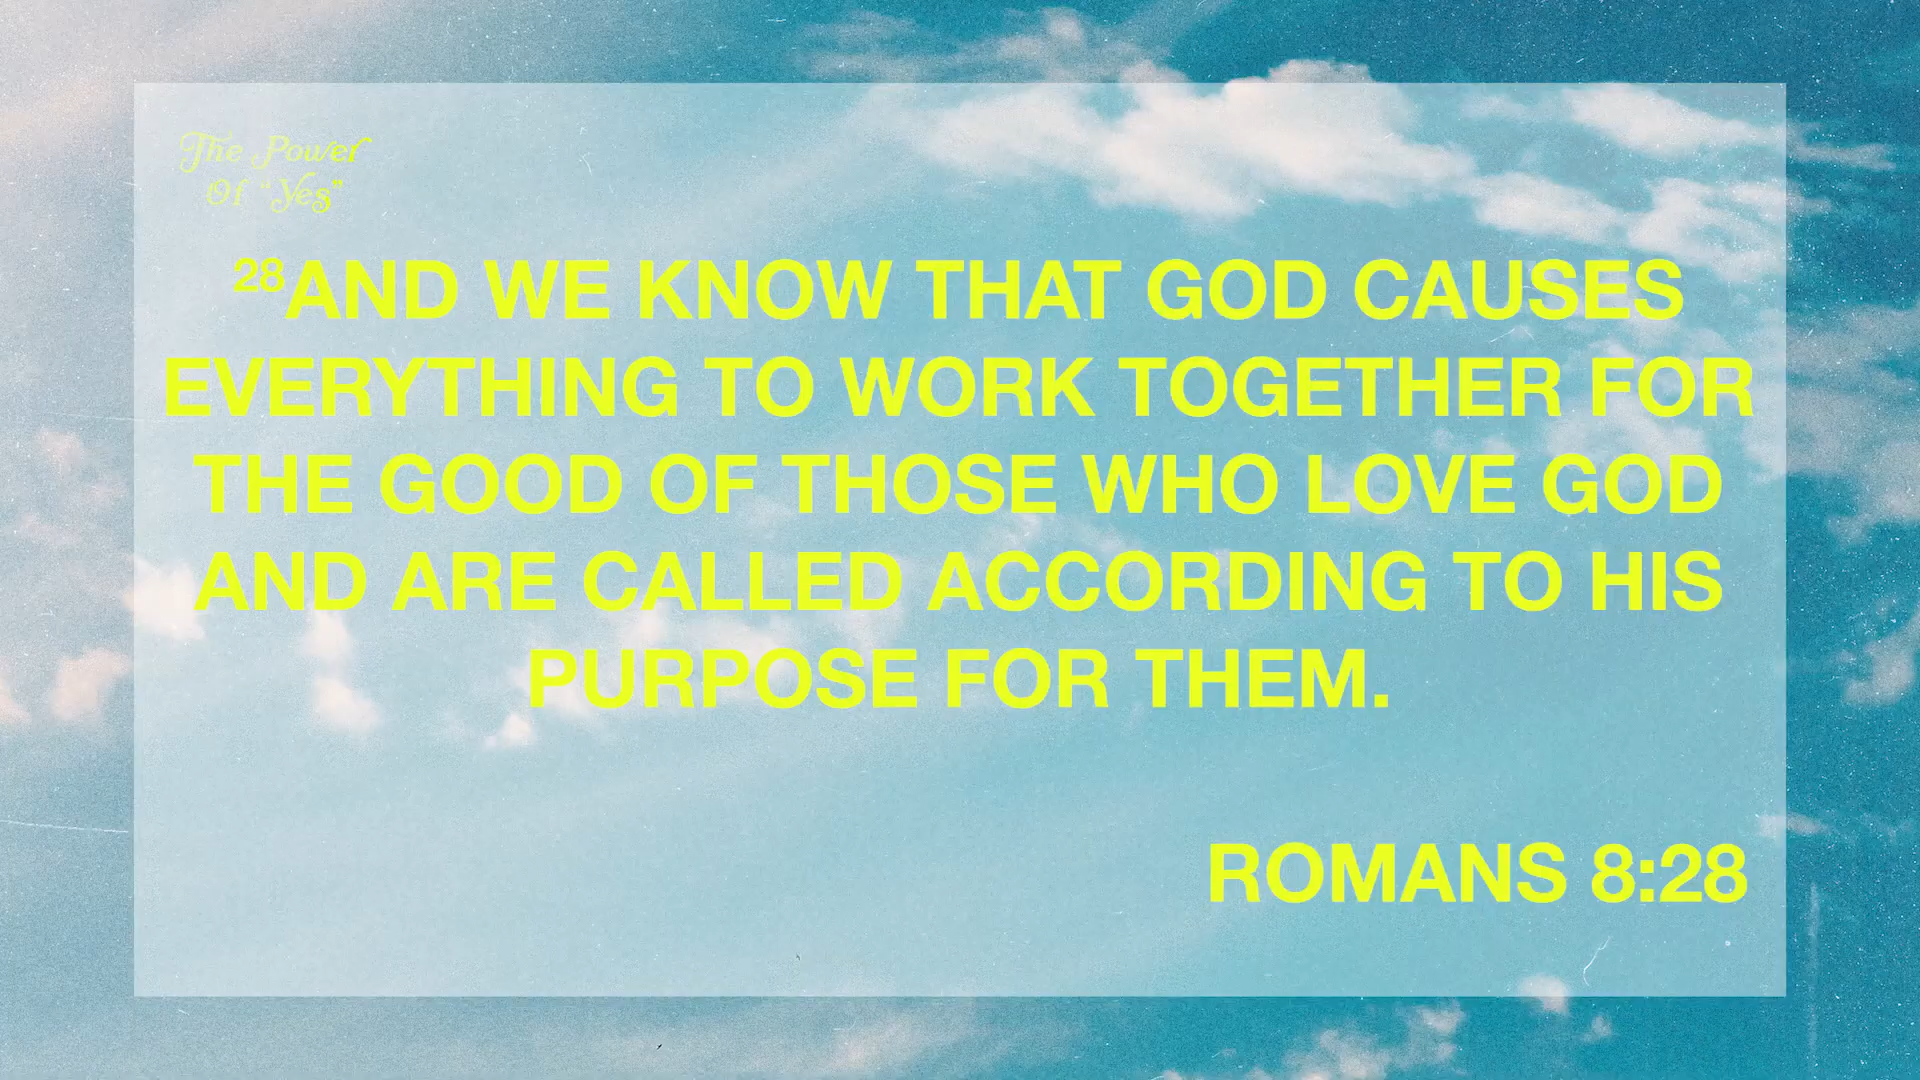 The Power
Of "Yes"
28AND WE KNOW THAT GOD CAUSES
EVERYTHING TO WORK TOGETHER FOR
THE GOOD OF THOSE WHO LOVE GOD
AND ARE CALLED ACCORDING TO HIS
PURPOSE FOR THEM.
ROMANS 8:28